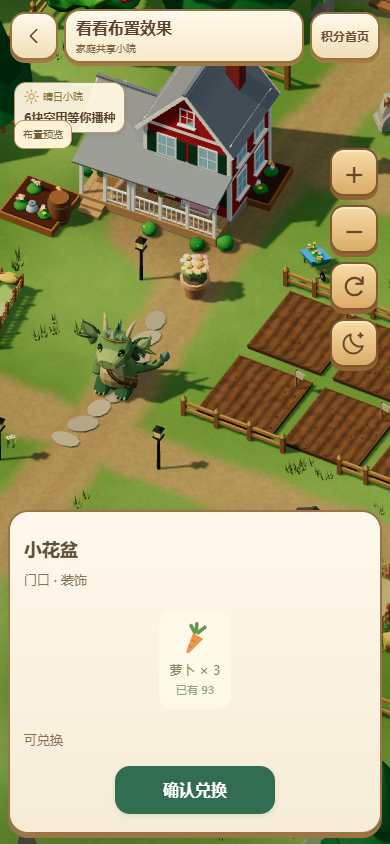 看看布置效果
家庭共享小院
积分首页
晴日小院
6块空田等你播种
布置预览
小花盆
门口 · 装饰
萝卜 × 3
已有 93
可兑换
确认兑换